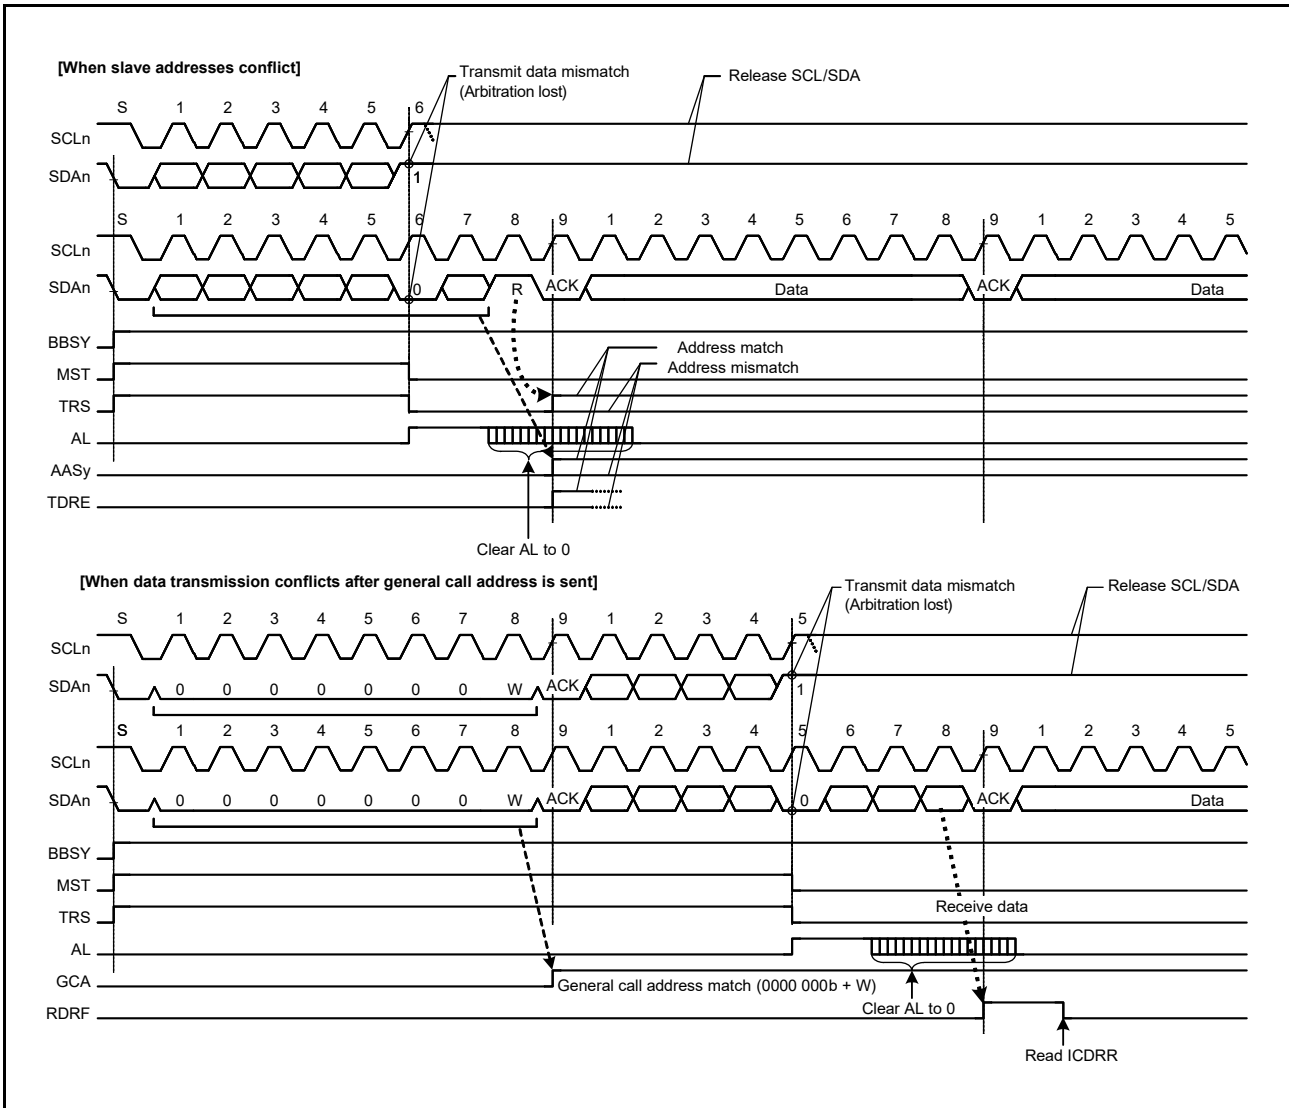 [When slave addresses conflict]
Transmit data mismatch
(Arbitration lost)
Release SCL/SDA
S 1 2 3 4 5 6
SCLn
SDAn 1
S 1 2 3 4 5 6 7 8 9 1 2 3 4 5 6 7 8 9 1 2 3 4 5
SCLn
SDAn 0 R ACK Data ACK Data
BBSY
Address match
MST
Address mismatch
TRS
AL
AASy
TDRE
Clear AL to 0
[When data transmission conflicts after general call address is sent]
Transmit data mismatch
(Arbitration lost)
Release SCL/SDA
S 1 2 3 4 5 6 7 8 9 1 2 3 4 5
SCLn
SDAn 0 0 0 0 0 0 0 W ACK 1
S 1 2 3 4 5 6 7 8 9 1 2 3 4 5 6 7 8 9 1 2 3 4 5
SCLn
SDAn 0 0 0 0 0 0 0 W ACK 0 ACK Data
BBSY
MST
Receive data
TRS
AL
GCA
General call address match (0000 000b + W)
Clear AL to 0
RDRF
Read ICDRR